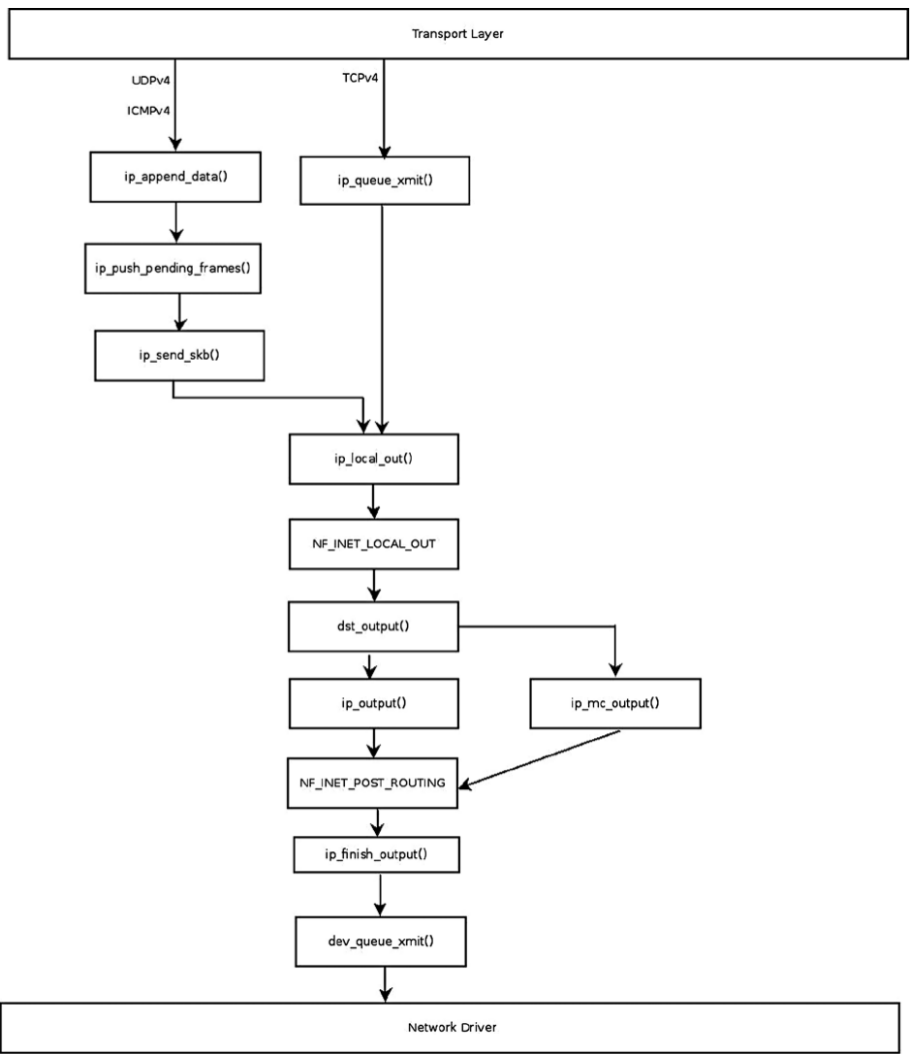 Transport Layer
UDPv4
TCPv4
ICMPv4
ip_append_data()
ip_queue_xmit()
ip_push_pending_frames()
ip_send_skb()
ip_local_out()
NF_INET_LOCAL_OUT
dst_output()
ip_output()
ip_mc_output()
NF_INET_POST_ROUTING
ip_finish_output()
dev_queue_xmit()
Network Driver